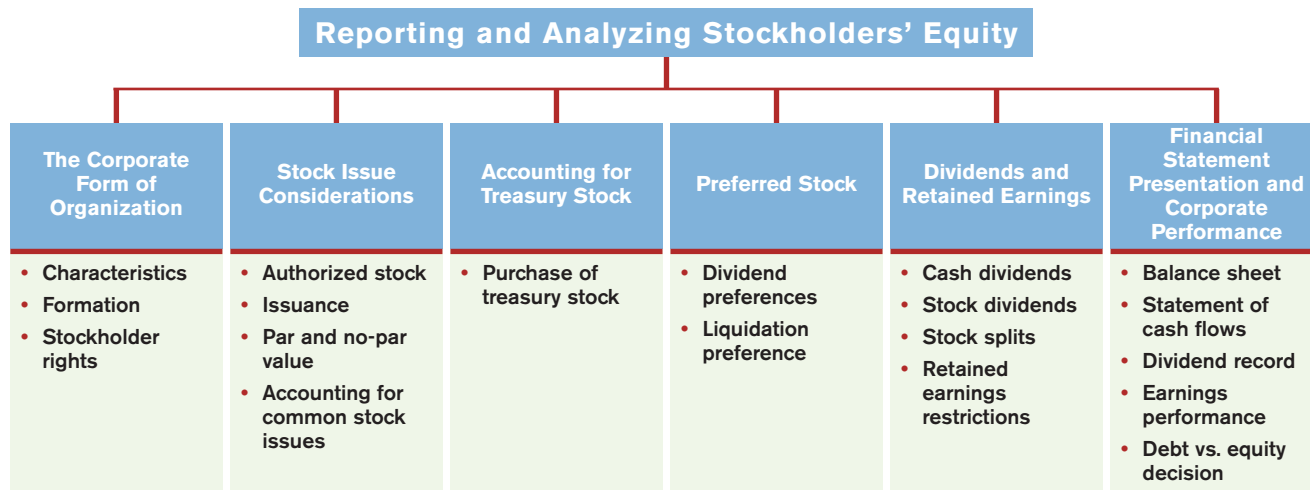 Reporting and Analyzing Stockholders' Equity
The Corporate
Form of
Organization
• Characteristics
• Formation
• Stockholder
rights
Stock Issue
Considerations
• Authorized stock
• Issuance
• Par and no-par
value
• Accounting for
common stock
issues
Accounting for
Treasury Stock
• Purchase of
treasury stock
Preferred Stock
• Dividend
preferences
• Liquidation
preference
Dividends and
Retained Earnings
• Cash dividends
• Stock dividends
• Stock splits
• Retained
earnings
restrictions
Financial
Statement
Presentation and
Corporate
Performance
• Balance sheet
• Statement of
cash flows
• Dividend record
• Earnings
performance
• Debt vs. equity
decision